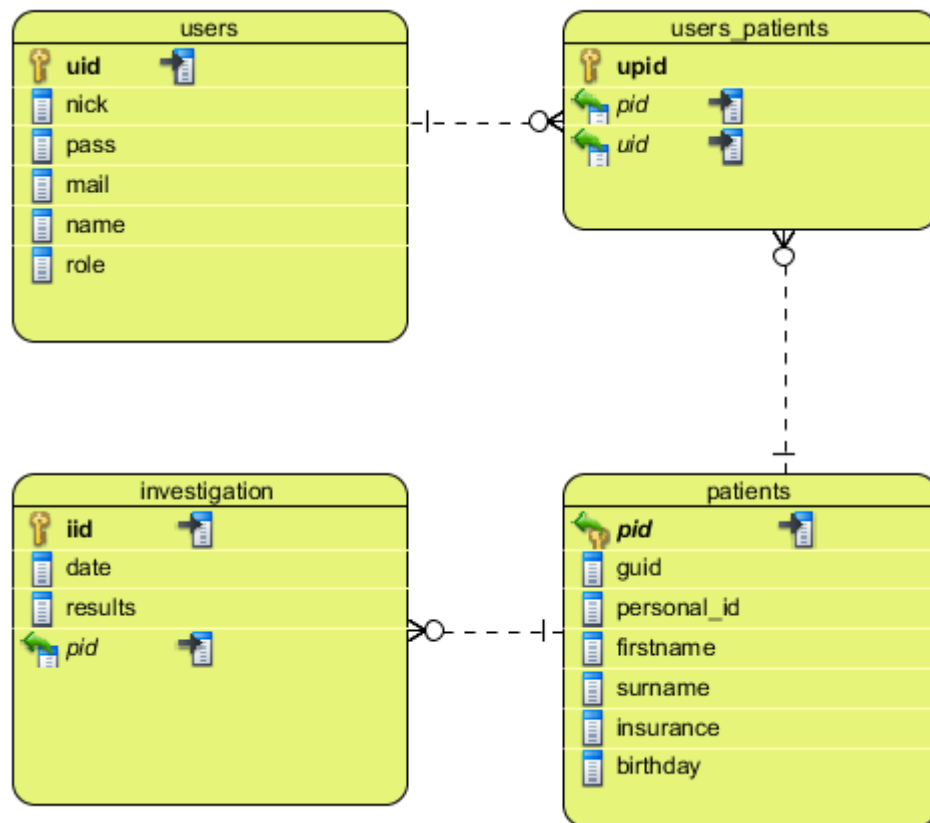 users
uid
nick
pass
mail
name
role
users_patients
upid
pid
uid
investigation
iid
date
results
pid
patients
pid
guid
personal_id
firstname
surname
insurance
birthday